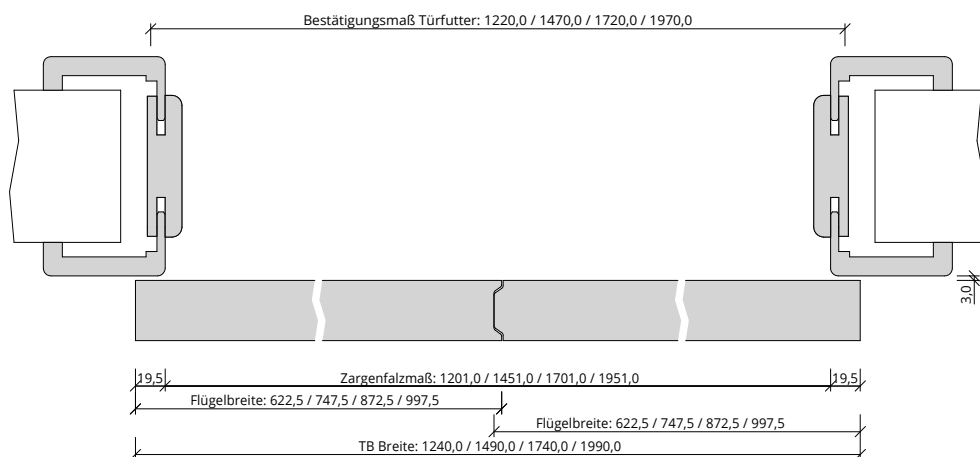 Bestätigungsmaß Türfutter: 1220,0 / 1470,0 / 1720,0 / 1970,0
3,0
19,5
Zargenfalzmaß: 1201,0 / 1451,0 / 1701,0 / 1951,0
19,5
Flügelbreite: 622,5 / 747,5 / 872,5 / 997,5
Flügelbreite: 622,5 / 747,5 / 872,5 / 997,5
TB Breite: 1240,0 / 1490,0 / 1740,0 / 1990,0